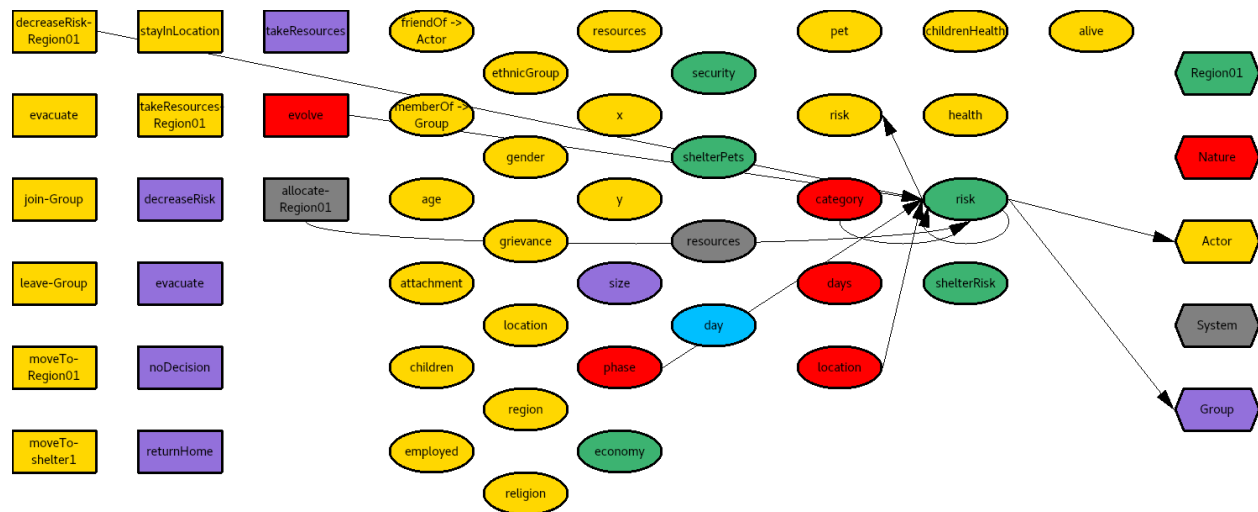 decreaseRisk-
Region01
stayInLocation
takeResources
friendOf ->
Actor
resources
pet
childrenHealth
alive
ethnicGroup
security
Region01
evacuate
takeResources-
Region01
evolve
memberOf ->
Group
x
risk
health
gender
shelterPets
Nature
join-Group
decreaseRisk
allocate-
Region01
age
y
category
risk
grievance
resources
Actor
leave-Group
evacuate
attachment
size
days
shelterRisk
location
day
System
moveTo-
Region01
noDecision
children
phase
location
region
Group
moveTo-
shelter1
returnHome
employed
economy
religion